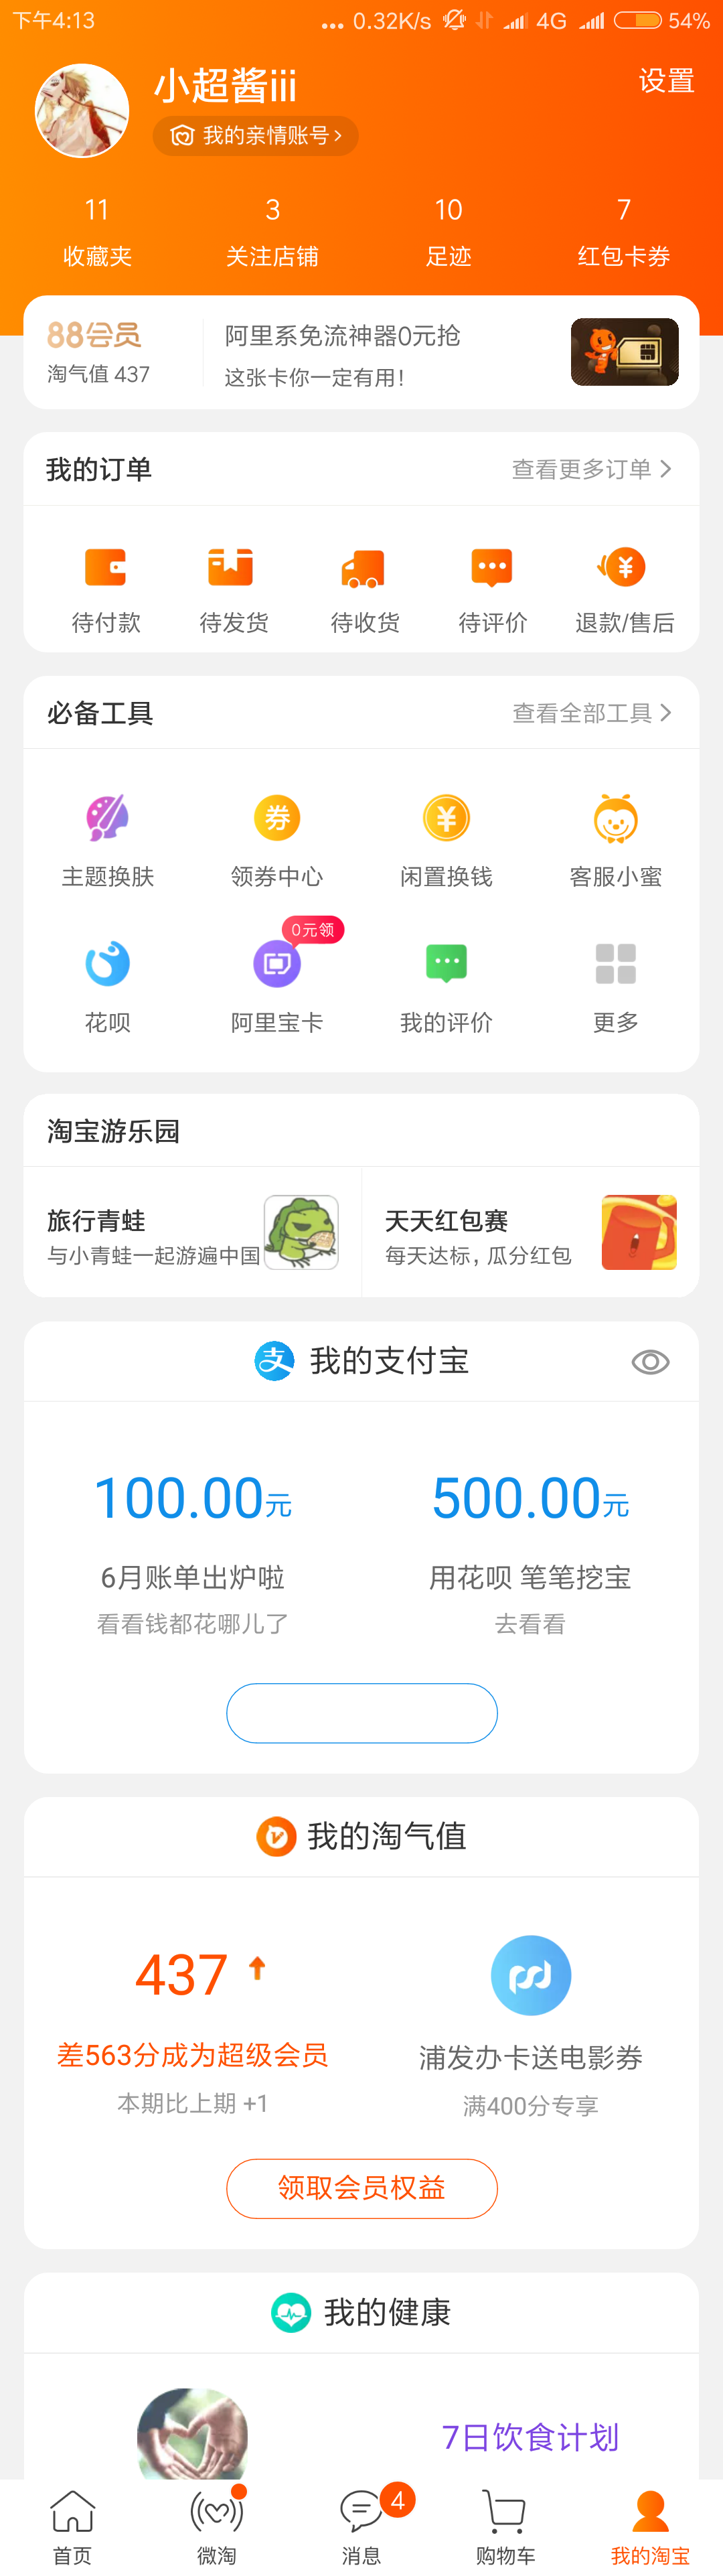 下午4:13 ... 0.32K/s 4G 54%
小超酱iii
设置
我的亲情账号
11 3 10 7
收藏夹 关注店铺 足迹 红包卡券
88会员 阿里系免流神器0元抢
淘气值 437 这张卡你一定有用!
我的订单 查看更多订单
待付款 待发货 待收货 待评价 退款/售后
必备工具 查看全部工具
券 ¥
主题换肤 领券中心 闲置换钱 客服小蜜
0元领
花呗 阿里宝卡 我的评价 更多
淘宝游乐园
旅行青蛙 天天红包赛
与小青蛙一起游遍中国 每天达标,瓜分红包
支 我的支付宝
100.00元 500.00元
6月账单出炉啦 用花呗 笔笔挖宝
看看钱都花哪儿了 去看看
我的淘气值
437
差563分成为超级会员 浦发办卡送电影券
本期比上期 +1 满400分专享
领取会员权益
我的健康
7日饮食计划
4
首页 微淘 消息 购物车 我的淘宝